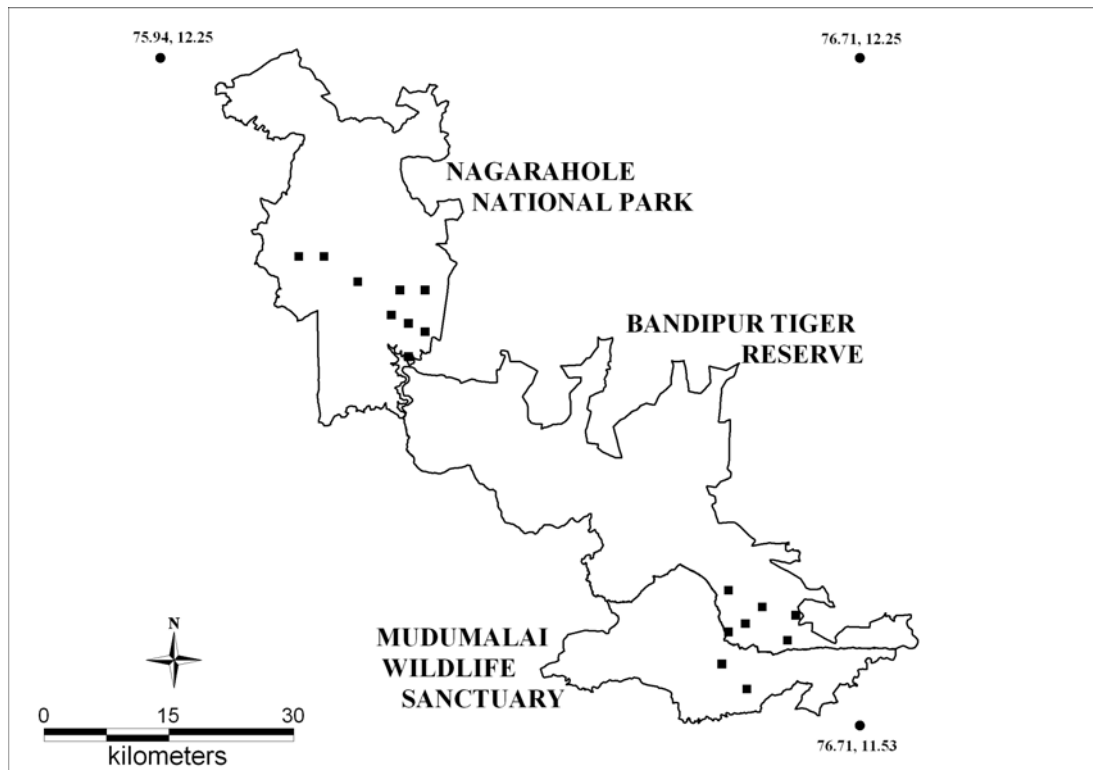 75.94, 12.25
76.71, 12.25
NAGARAHOLE
NATIONAL PARK
BANDIPUR TIGER
RESERVE
N
MUDUMALAI
WILDLIFE
SANCTUARY
0 15 30
kilometers
76.71, 11.53